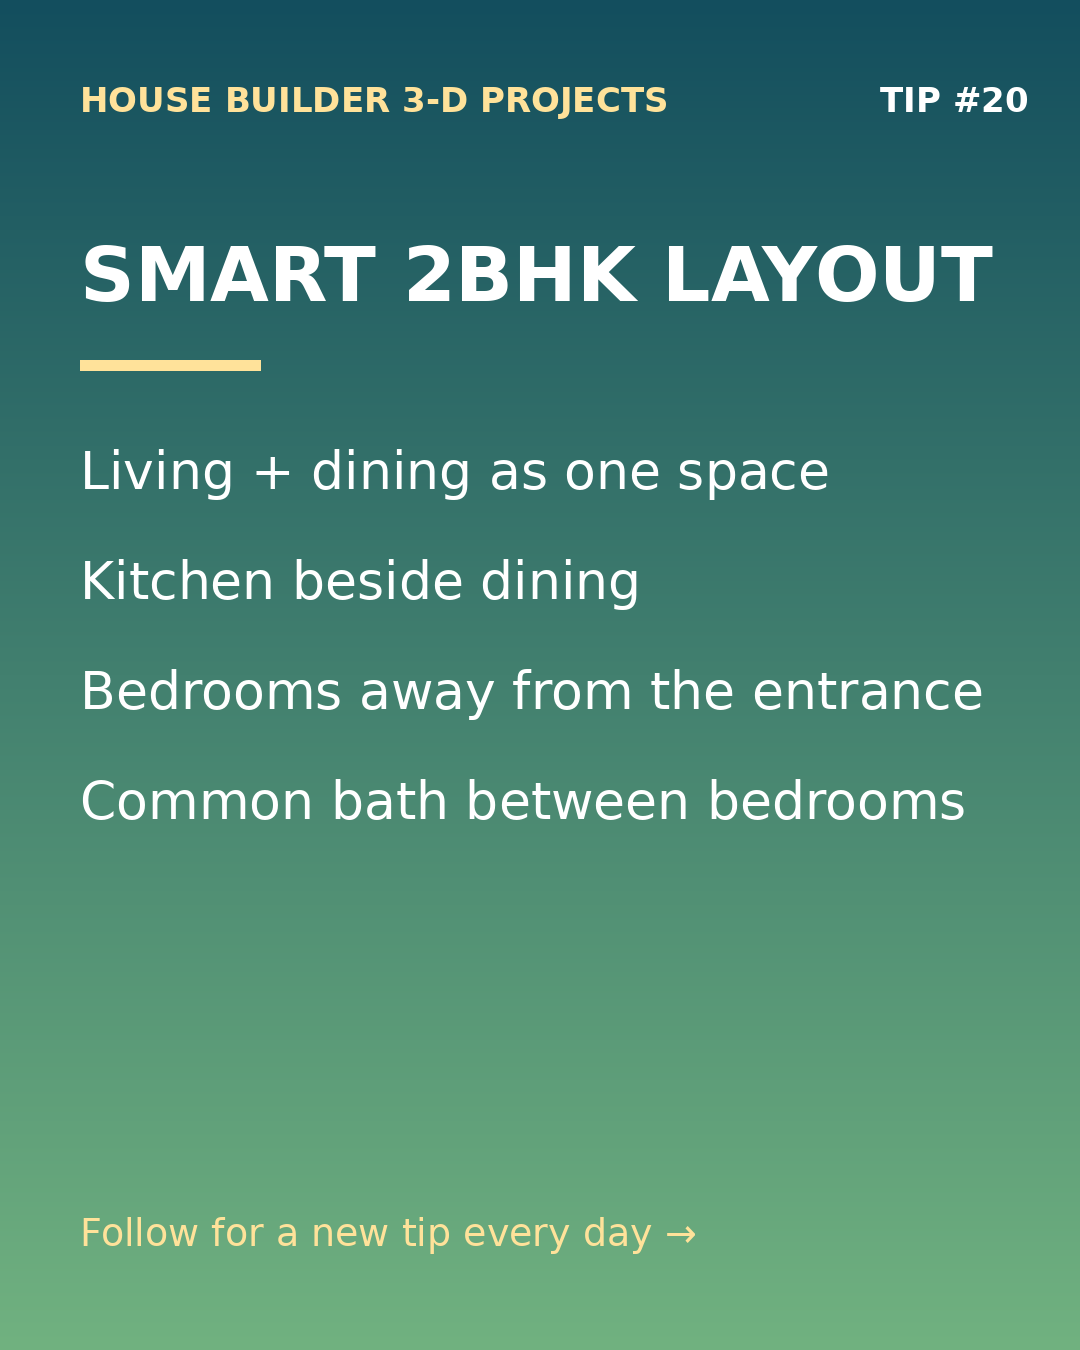 HOUSE BUILDER 3-D PROJECTS
TIP #20
SMART 2BHK LAYOUT
Living + dining as one space
Kitchen beside dining
Bedrooms away from the entrance
Common bath between bedrooms
Follow for a new tip every day →